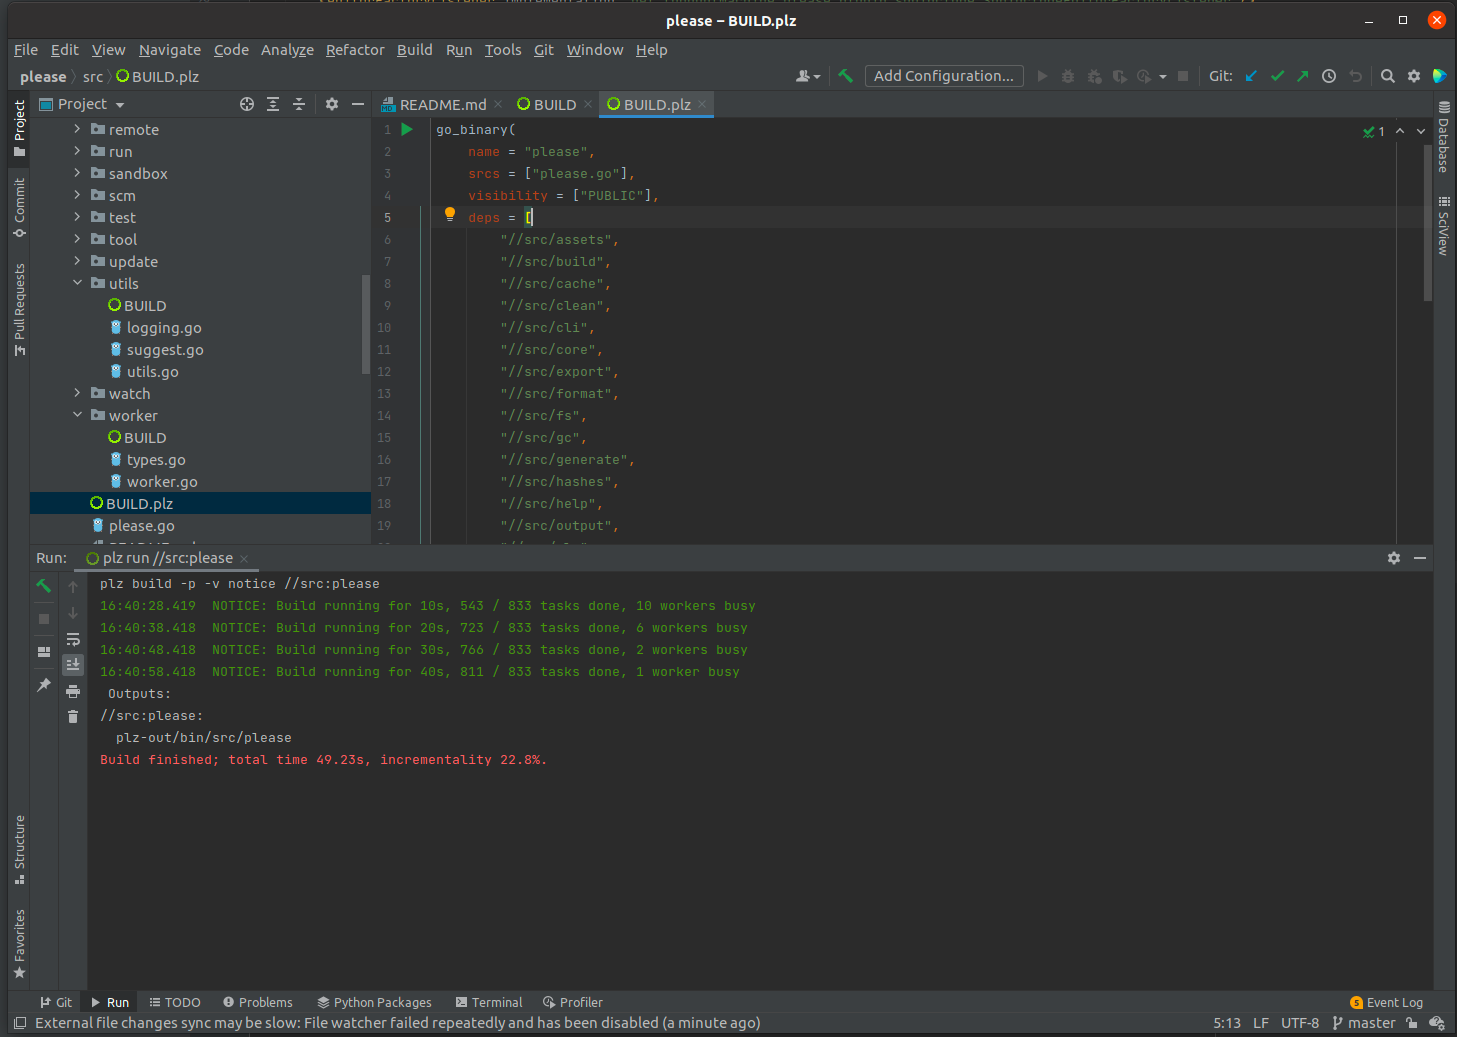 please – BUILD.plz
File Edit View Navigate Code Analyze Refactor Build Run Tools Git Window Help
please src BUILD.plz
Add Configuration...
Git:
Project
README.md BUILD BUILD.plz
Project
Commit
Pull Requests
Structure
Favorites
remote
run
sandbox
scm
test
tool
update
utils
BUILD
logging.go
suggest.go
utils.go
watch
worker
BUILD
types.go
worker.go
BUILD.plz
please.go
1 go_binary(
2 name = "please",
3 srcs = ["please.go"],
4 visibility = ["PUBLIC"],
5 deps = [
6 "//src/assets",
7 "//src/build",
8 "//src/cache",
9 "//src/clean",
10 "//src/cli",
11 "//src/core",
12 "//src/export",
13 "//src/format",
14 "//src/fs",
15 "//src/gc",
16 "//src/generate",
17 "//src/hashes",
18 "//src/help",
19 "//src/output",
1
Database
SciView
Run: plz run //src:please
plz build -p -v notice //src:please
16:40:28.419 NOTICE: Build running for 10s, 543 / 833 tasks done, 10 workers busy
16:40:38.418 NOTICE: Build running for 20s, 723 / 833 tasks done, 6 workers busy
16:40:48.418 NOTICE: Build running for 30s, 766 / 833 tasks done, 2 workers busy
16:40:58.418 NOTICE: Build running for 40s, 811 / 833 tasks done, 1 worker busy
Outputs:
//src:please:
plz-out/bin/src/please
Build finished; total time 49.23s, incrementality 22.8%.
Git Run TODO Problems Python Packages Terminal Profiler
5 Event Log
External file changes sync may be slow: File watcher failed repeatedly and has been disabled (a minute ago)
5:13 LF UTF-8 master